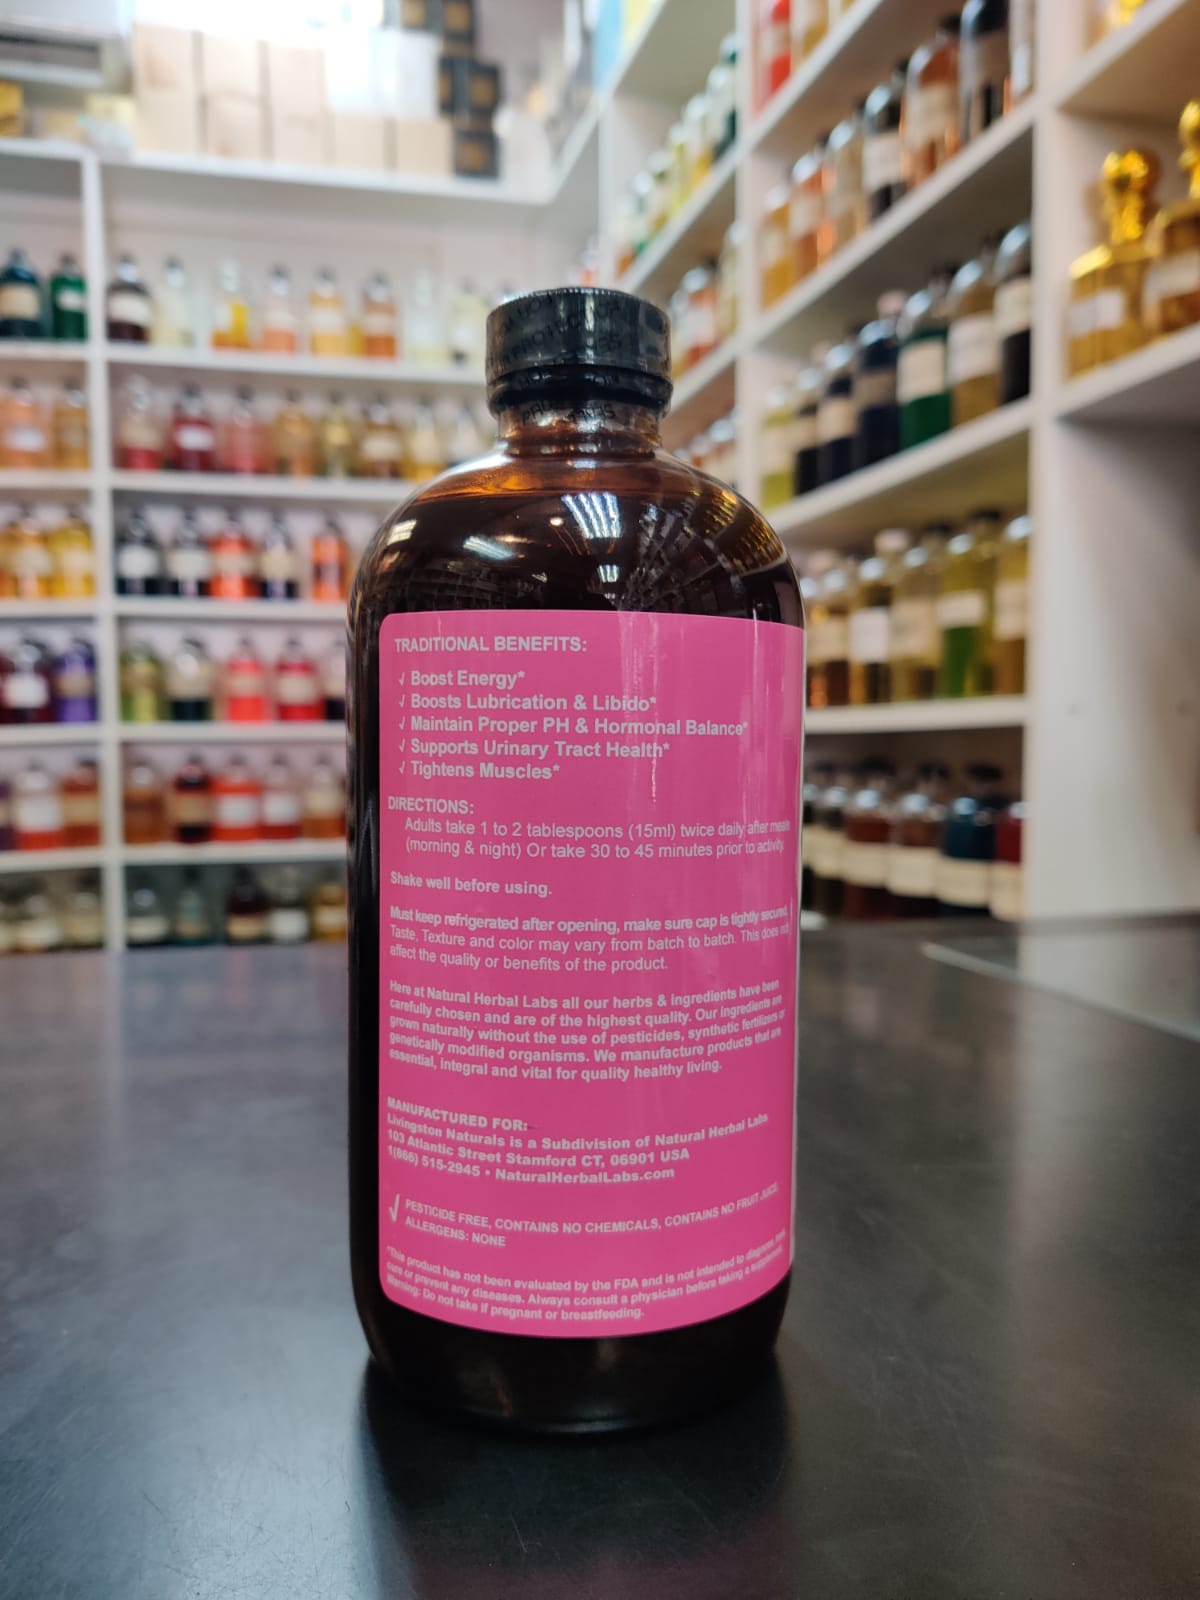 TRADITIONAL BENEFITS:
√ Boost Energy*
√ Boosts Lubrication & Libido*
√ Maintain Proper PH & Hormonal Balance*
√ Supports Urinary Tract Health*
√ Tightens Muscles*
DIRECTIONS:
Adults take 1 to 2 tablespoons (15ml) twice daily after meals
(morning & night) Or take 30 to 45 minutes prior to activity.
Shake well before using.
Must keep refrigerated after opening, make sure cap is tightly secured.
Taste, Texture and color may vary from batch to batch. This does not
affect the quality or benefits of the product.
Here at Natural Herbal Labs all our herbs & ingredients have been
carefully chosen and are of the highest quality. Our ingredients are
grown naturally without the use of pesticides, synthetic fertilizers or
genetically modified organisms. We manufacture products that are
essential, integral and vital for quality healthy living.
MANUFACTURED FOR:
Livingston Naturals is a Subdivision of Natural Herbal Labs
103 Atlantic Street Stamford CT, 06901 USA
1(866) 515-2945 • NaturalHerbalLabs.com
√ PESTICIDE FREE, CONTAINS NO CHEMICALS, CONTAINS NO FRUIT JUICE,
ALLERGENS: NONE
*This product has not been evaluated by the FDA and is not intended to diagnose, treat,
cure or prevent any diseases. Always consult a physician before taking a supplement.
Warning: Do not take if pregnant or breastfeeding.